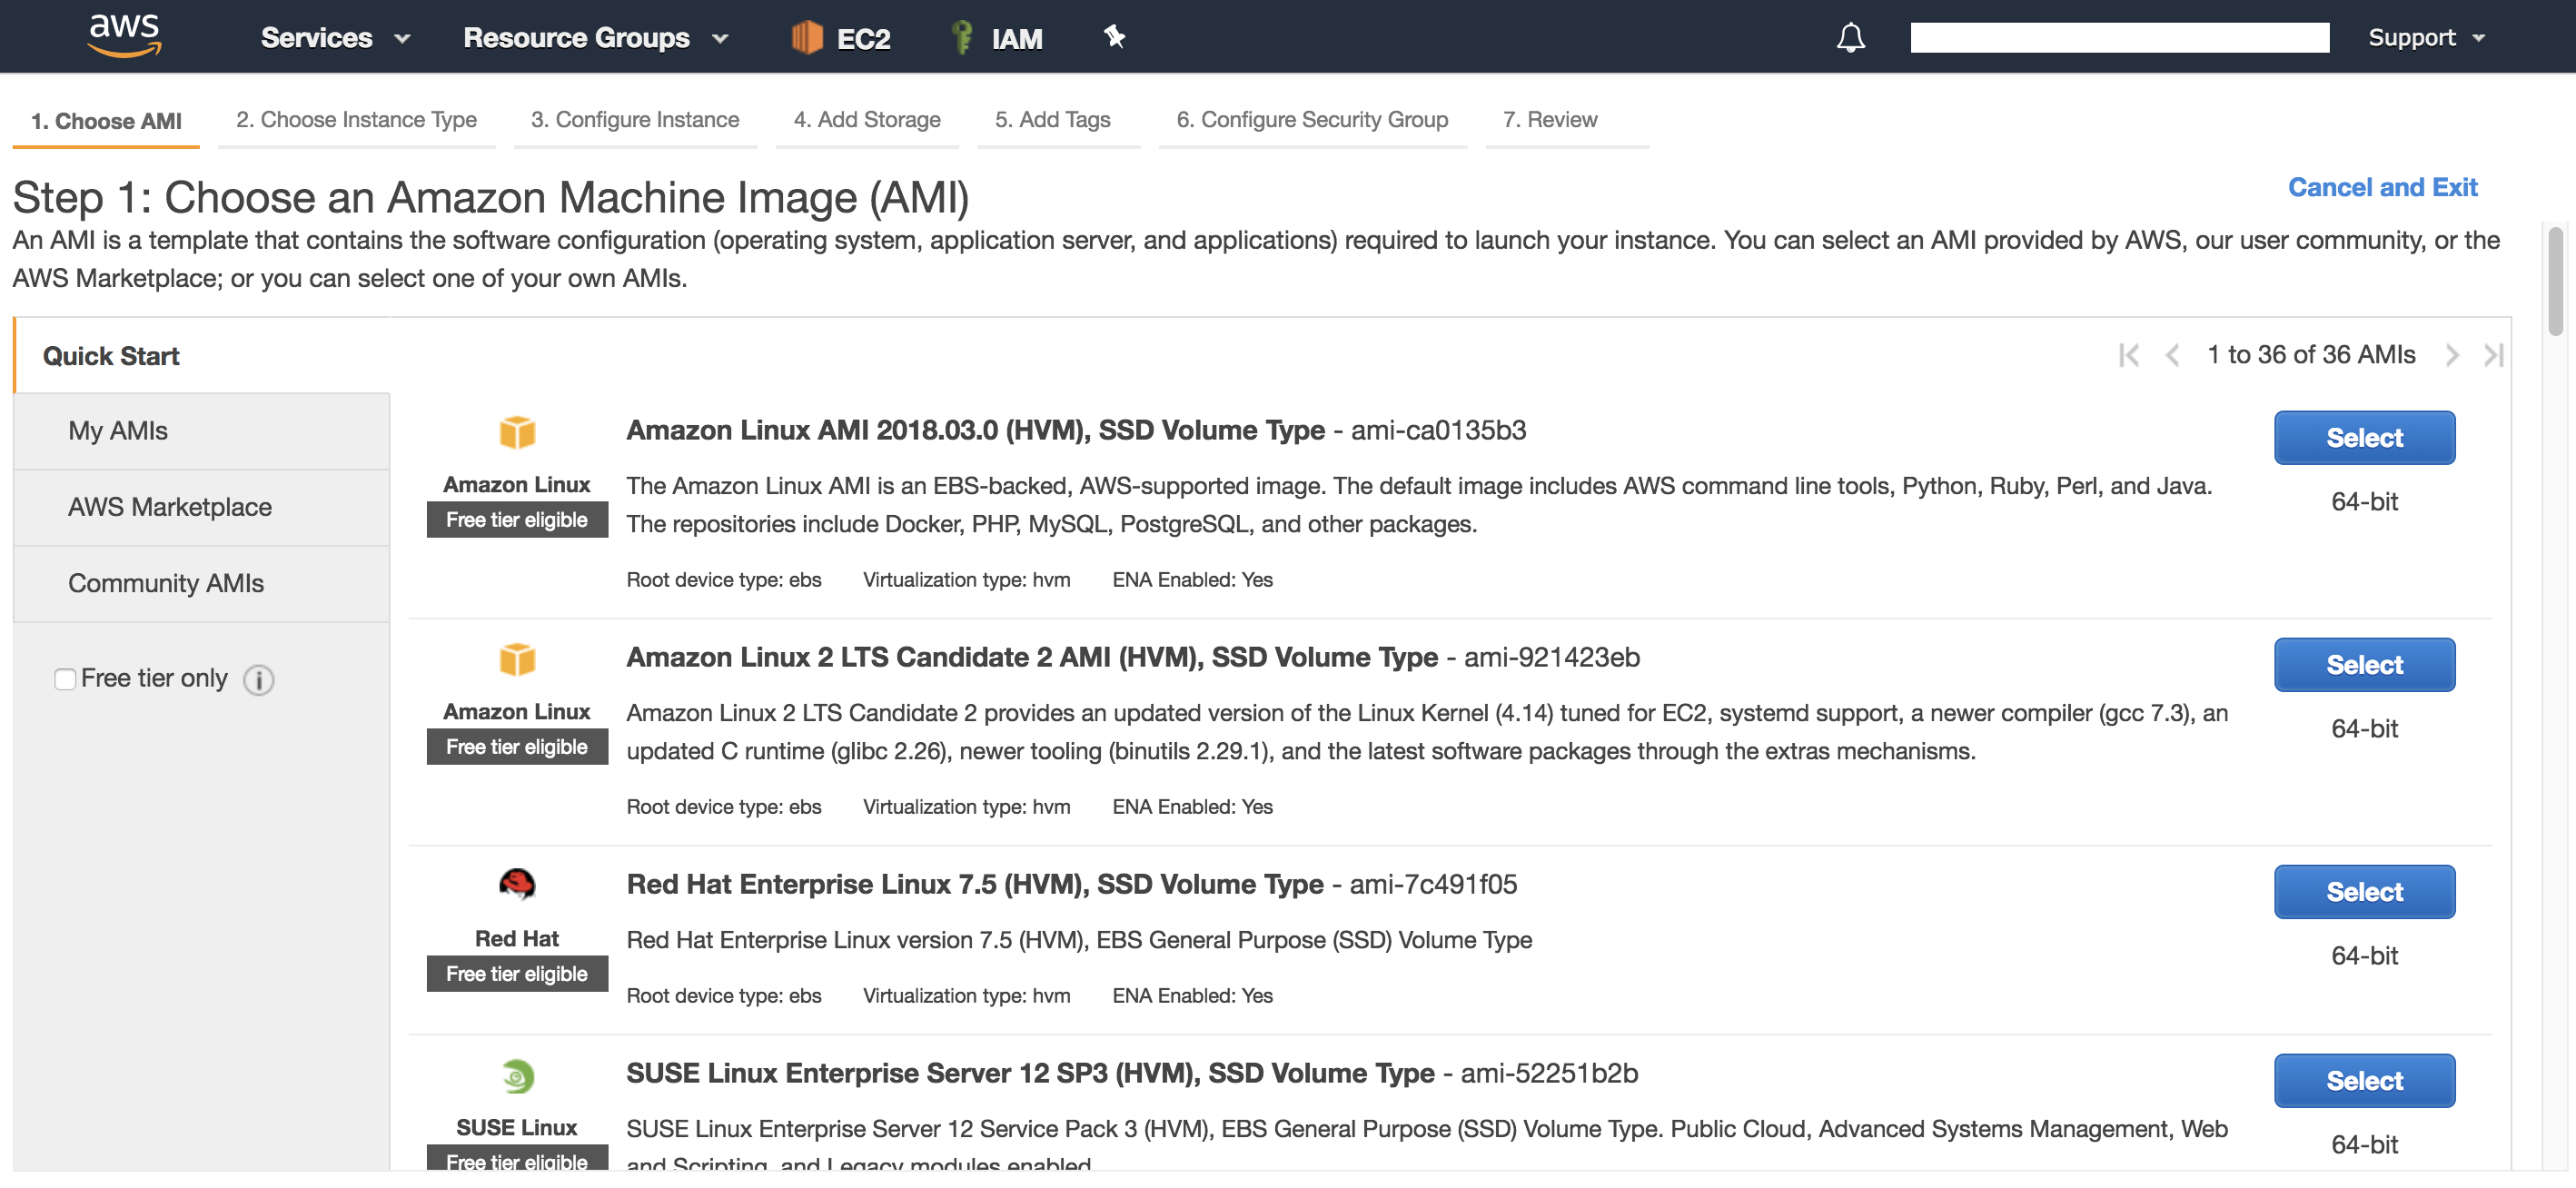 aws Services Resource Groups EC2 IAM Support
1. Choose AMI 2. Choose Instance Type 3. Configure Instance 4. Add Storage 5. Add Tags 6. Configure Security Group 7. Review
Step 1: Choose an Amazon Machine Image (AMI)
Cancel and Exit
An AMI is a template that contains the software configuration (operating system, application server, and applications) required to launch your instance. You can select an AMI provided by AWS, our user community, or the
AWS Marketplace; or you can select one of your own AMIs.
Quick Start
My AMIs
AWS Marketplace
Community AMIs
Free tier only
1 to 36 of 36 AMIs
Amazon Linux
Free tier eligible
Amazon Linux AMI 2018.03.0 (HVM), SSD Volume Type - ami-ca0135b3
The Amazon Linux AMI is an EBS-backed, AWS-supported image. The default image includes AWS command line tools, Python, Ruby, Perl, and Java.
The repositories include Docker, PHP, MySQL, PostgreSQL, and other packages.
Root device type: ebs Virtualization type: hvm ENA Enabled: Yes
Select
64-bit
Amazon Linux
Free tier eligible
Amazon Linux 2 LTS Candidate 2 AMI (HVM), SSD Volume Type - ami-921423eb
Amazon Linux 2 LTS Candidate 2 provides an updated version of the Linux Kernel (4.14) tuned for EC2, systemd support, a newer compiler (gcc 7.3), an
updated C runtime (glibc 2.26), newer tooling (binutils 2.29.1), and the latest software packages through the extras mechanisms.
Root device type: ebs Virtualization type: hvm ENA Enabled: Yes
Select
64-bit
Red Hat
Free tier eligible
Red Hat Enterprise Linux 7.5 (HVM), SSD Volume Type - ami-7c491f05
Red Hat Enterprise Linux version 7.5 (HVM), EBS General Purpose (SSD) Volume Type
Root device type: ebs Virtualization type: hvm ENA Enabled: Yes
Select
64-bit
SUSE Linux
Free tier eligible
SUSE Linux Enterprise Server 12 SP3 (HVM), SSD Volume Type - ami-52251b2b
SUSE Linux Enterprise Server 12 Service Pack 3 (HVM), EBS General Purpose (SSD) Volume Type. Public Cloud, Advanced Systems Management, Web
and Scripting, and Legacy modules enabled
Select
64-bit